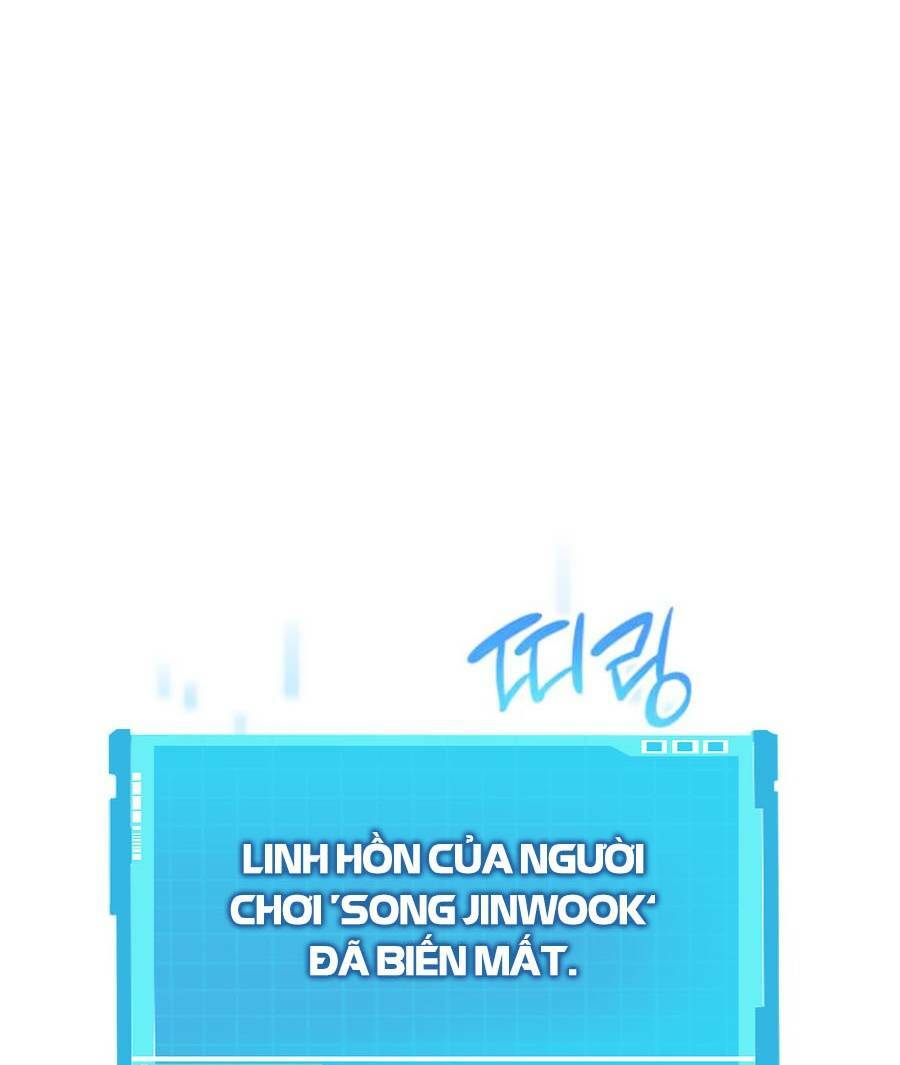 띠링
LINH HỒN CỦA NGƯỜI
CHƠI 'SONG JINWOOK'
ĐÃ BIẾN MẤT.